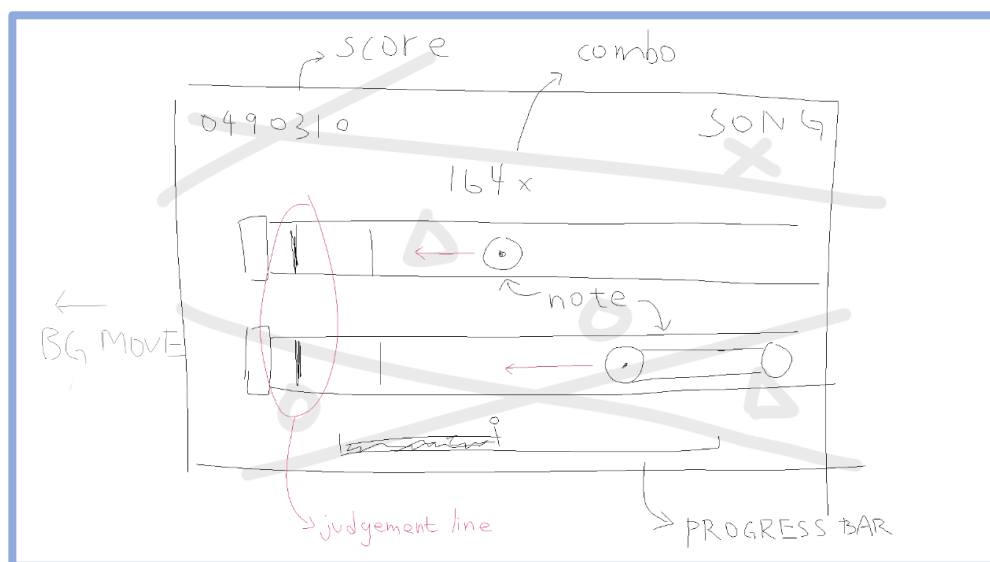 score
combo
0490310
SONG
164x
note
BG MOVE
judgement line
PROGRESS BAR